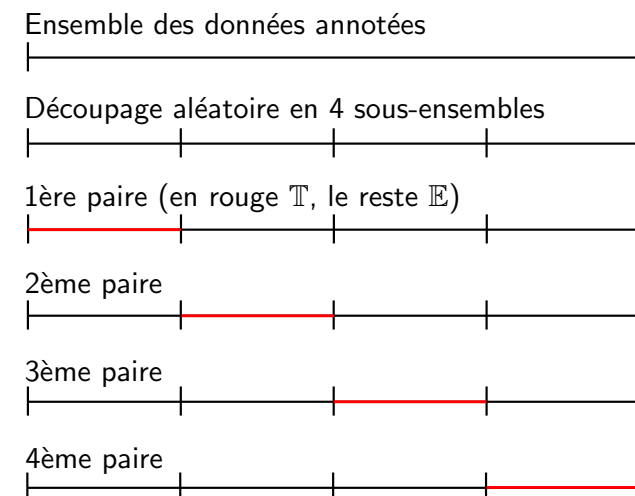 Ensemble des données annotées
Découpage aléatoire en 4 sous-ensembles
1ère paire (en rouge 𝕋, le reste 𝔼)
2ème paire
3ème paire
4ème paire